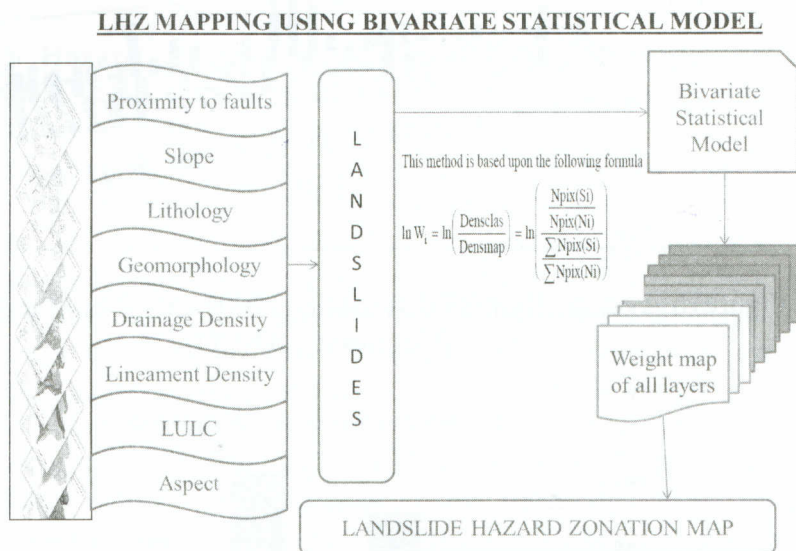 LHZ MAPPING USING BIVARIATE STATISTICAL MODEL
Proximity to faults
Slope
Lithology
Geomorphology
Drainage Density
Lineament Density
LULC
Aspect
L
A
N
D
S
L
I
D
E
S
This method is based upon the following formula
ln Wi = ln(Densclas/Densmap) = ln((Npix(Si)/Npix(Ni))/(∑ Npix(Si)/∑ Npix(Ni)))
Bivariate
Statistical
Model
Weight map
of all layers
LANDSLIDE HAZARD ZONATION MAP